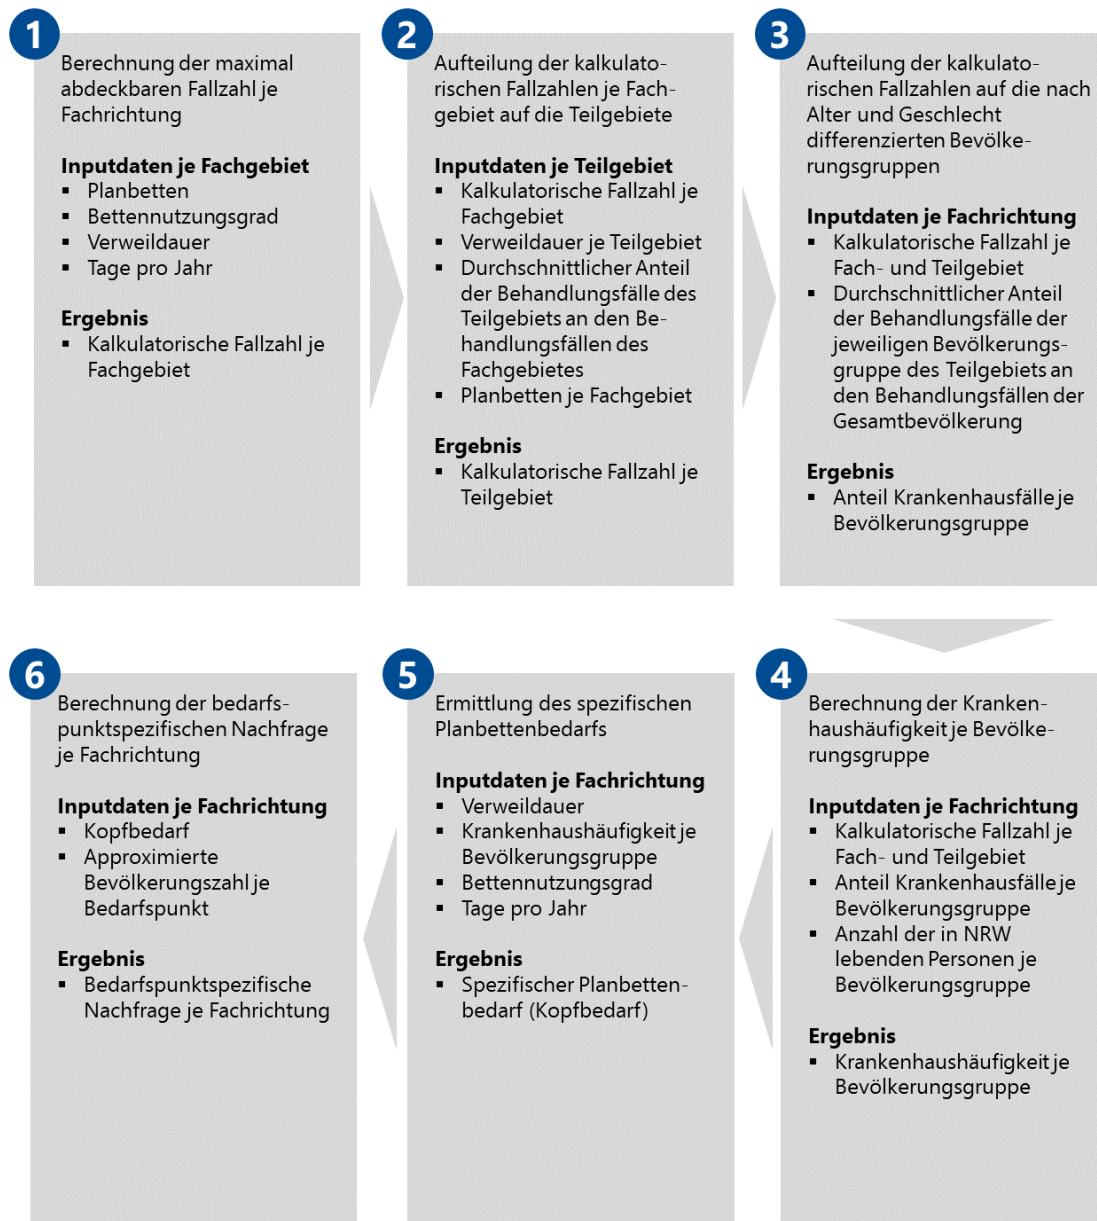 1
Berechnung der maximal
abdeckbaren Fallzahl je
Fachrichtung
Inputdaten je Fachgebiet
▪ Planbetten
▪ Bettennutzungsgrad
▪ Verweildauer
▪ Tage pro Jahr
Ergebnis
▪ Kalkulatorische Fallzahl je
Fachgebiet
2
Aufteilung der kalkulato-
rischen Fallzahlen je Fach-
gebiet auf die Teilgebiete
Inputdaten je Teilgebiet
▪ Kalkulatorische Fallzahl je
Fachgebiet
▪ Verweildauer je Teilgebiet
▪ Durchschnittlicher Anteil
der Behandlungsfälle des
Teilgebiets an den Be-
handlungsfällen des
Fachgebietes
▪ Planbetten je Fachgebiet
Ergebnis
▪ Kalkulatorische Fallzahl je
Teilgebiet
3
Aufteilung der kalkulato-
rischen Fallzahlen auf die nach
Alter und Geschlecht
differenzierten Bevölke-
rungsgruppen
Inputdaten je Fachrichtung
▪ Kalkulatorische Fallzahl je
Fach- und Teilgebiet
▪ Durchschnittlicher Anteil
der Behandlungsfälle der
jeweiligen Bevölkerungs-
gruppe des Teilgebiets an
den Behandlungsfällen der
Gesamtbevölkerung
Ergebnis
▪ Anteil Krankenhausfälle je
Bevölkerungsgruppe
4
Berechnung der Kranken-
haushäufigkeit je Bevölke-
rungsgruppe
Inputdaten je Fachrichtung
▪ Kalkulatorische Fallzahl je
Fach- und Teilgebiet
▪ Anteil Krankenhausfälle je
Bevölkerungsgruppe
▪ Anzahl der in NRW
lebenden Personen je
Bevölkerungsgruppe
Ergebnis
▪ Krankenhaushäufigkeit je
Bevölkerungsgruppe
5
Ermittlung des spezifischen
Planbettenbedarfs
Inputdaten je Fachrichtung
▪ Verweildauer
▪ Krankenhaushäufigkeit je
Bevölkerungsgruppe
▪ Bettennutzungsgrad
▪ Tage pro Jahr
Ergebnis
▪ Spezifischer Planbetten-
bedarf (Kopfbedarf)
6
Berechnung der bedarfs-
punktspezifischen Nachfrage
je Fachrichtung
Inputdaten je Fachrichtung
▪ Kopfbedarf
▪ Approximierte
Bevölkerungszahl je
Bedarfspunkt
Ergebnis
▪ Bedarfspunktspezifische
Nachfrage je Fachrichtung